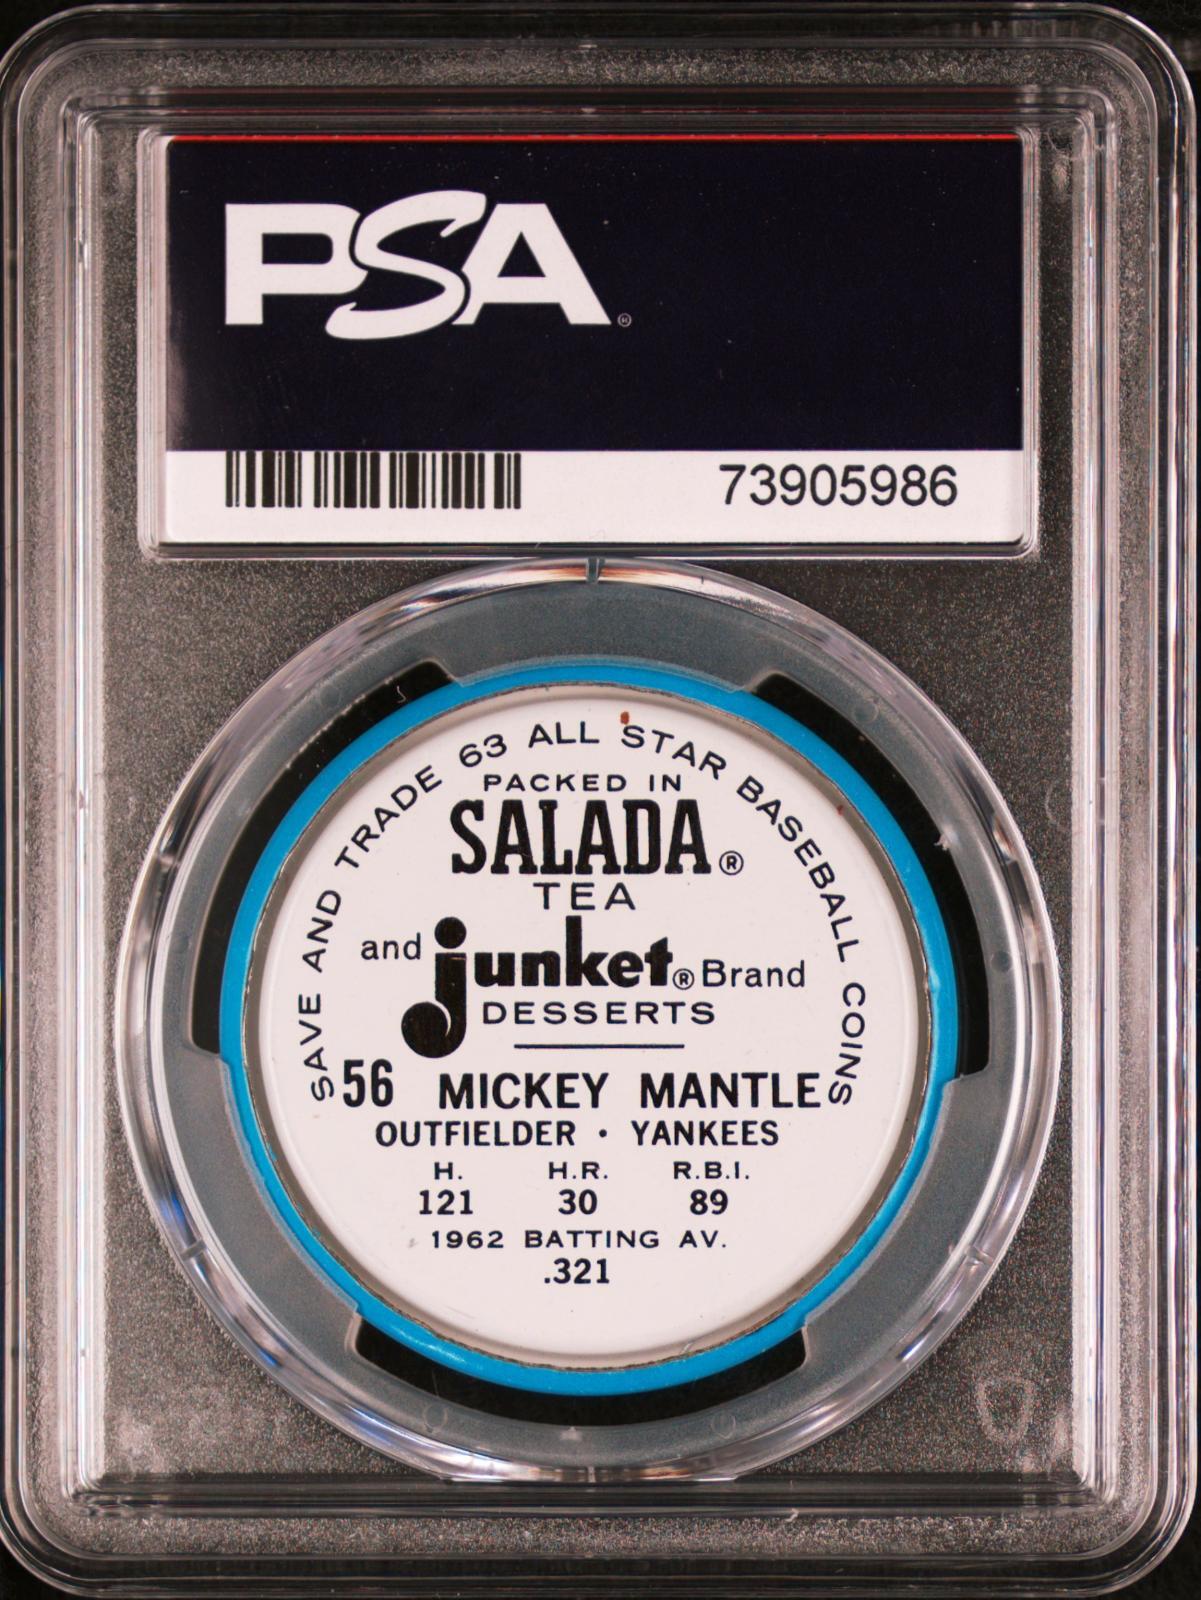 PSA®
73905986
SAVE AND TRADE 63 ALL STAR BASEBALL COINS
PACKED IN
SALADA®
TEA
and junket® Brand
DESSERTS
56 MICKEY MANTLE
OUTFIELDER · YANKEES
H. H.R. R.B.I.
121 30 89
1962 BATTING AV.
.321